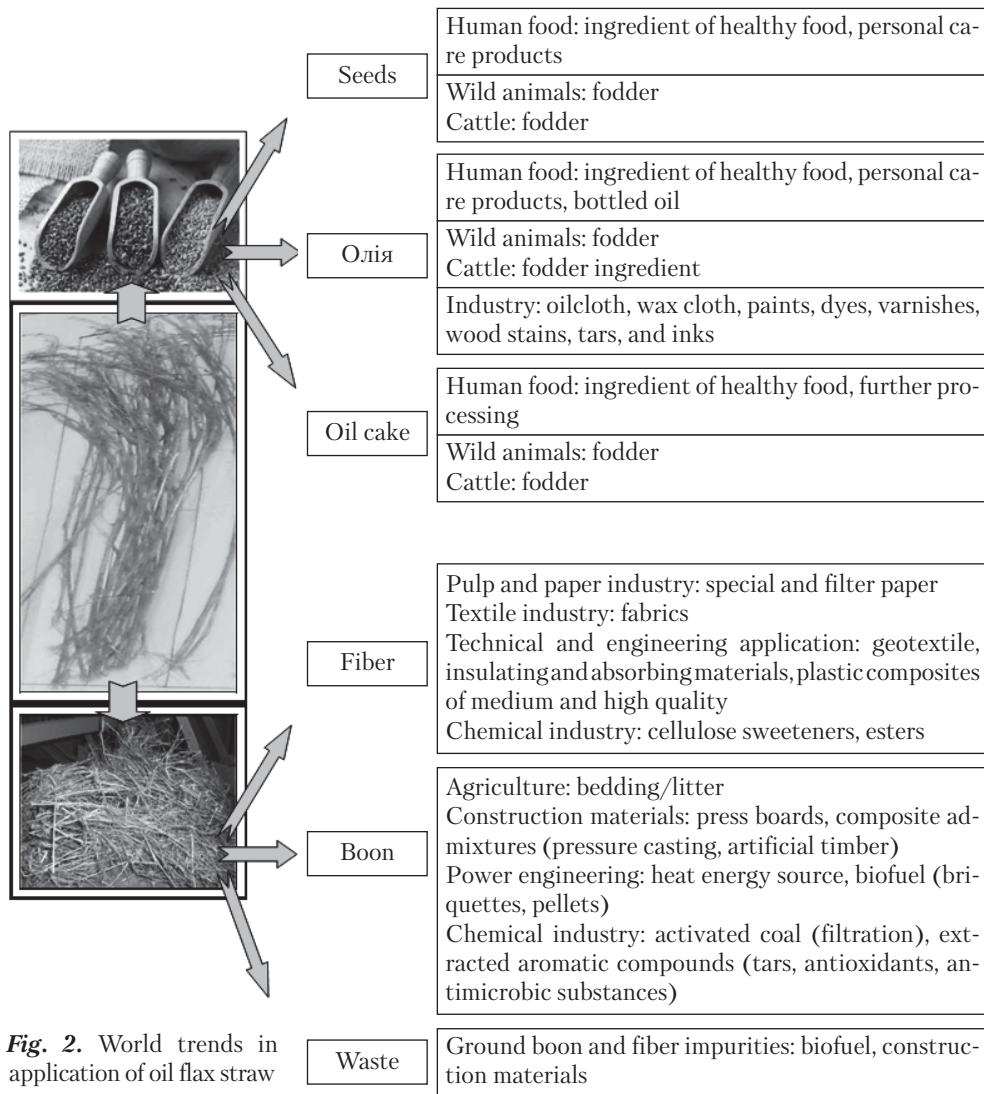 Seeds
Human food: ingredient of healthy food, personal ca-
re products
Wild animals: fodder
Cattle: fodder
Олія
Human food: ingredient of healthy food, personal ca-
re products, bottled oil
Wild animals: fodder
Cattle: fodder ingredient
Industry: oilcloth, wax cloth, paints, dyes, varnishes,
wood stains, tars, and inks
Oil cake
Human food: ingredient of healthy food, further pro-
cessing
Wild animals: fodder
Cattle: fodder
Fiber
Pulp and paper industry: special and filter paper
Textile industry: fabrics
Technical and engineering application: geotextile,
insulating and absorbing materials, plastic composites
of medium and high quality
Chemical industry: cellulose sweeteners, esters
Boon
Agriculture: bedding/litter
Construction materials: press boards, composite ad-
mixtures (pressure casting, artificial timber)
Power engineering: heat energy source, biofuel (bri-
quettes, pellets)
Chemical industry: activated coal (filtration), ext-
racted aromatic compounds (tars, antioxidants, an-
timicrobic substances)
Waste
Ground boon and fiber impurities: biofuel, construc-
tion materials
Fig. 2. World trends in
application of oil flax straw